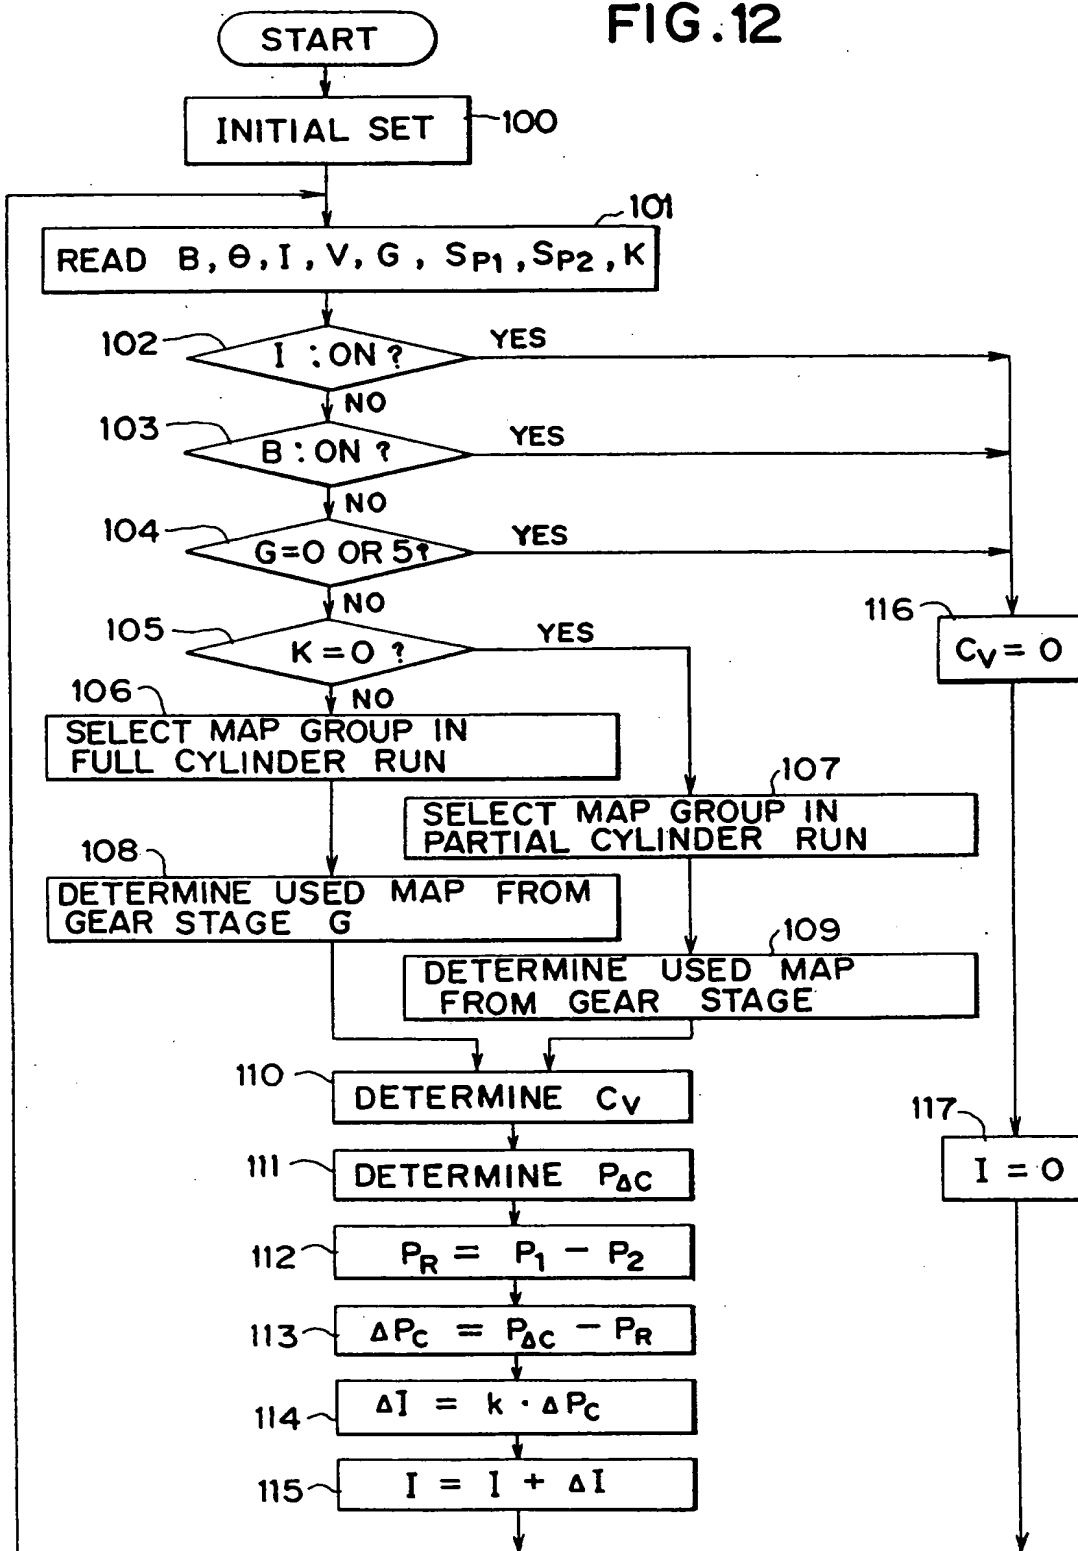 FIG.12
START
INITIAL SET
100
101
READ B, θ, I, V, G, SP1, SP2, K
102
I : ON ?
YES
NO
103
B : ON ?
YES
NO
104
G=0 OR 5?
YES
NO
105
K = 0 ?
YES
NO
116
CV = 0
106
SELECT MAP GROUP IN
FULL CYLINDER RUN
107
SELECT MAP GROUP IN
PARTIAL CYLINDER RUN
108
DETERMINE USED MAP FROM
GEAR STAGE G
109
DETERMINE USED MAP
FROM GEAR STAGE
110
DETERMINE CV
117
I = 0
111
DETERMINE PΔC
112
PR = P1 - P2
113
ΔPC = PΔC - PR
114
ΔI = k · ΔPC
115
I = I + ΔI